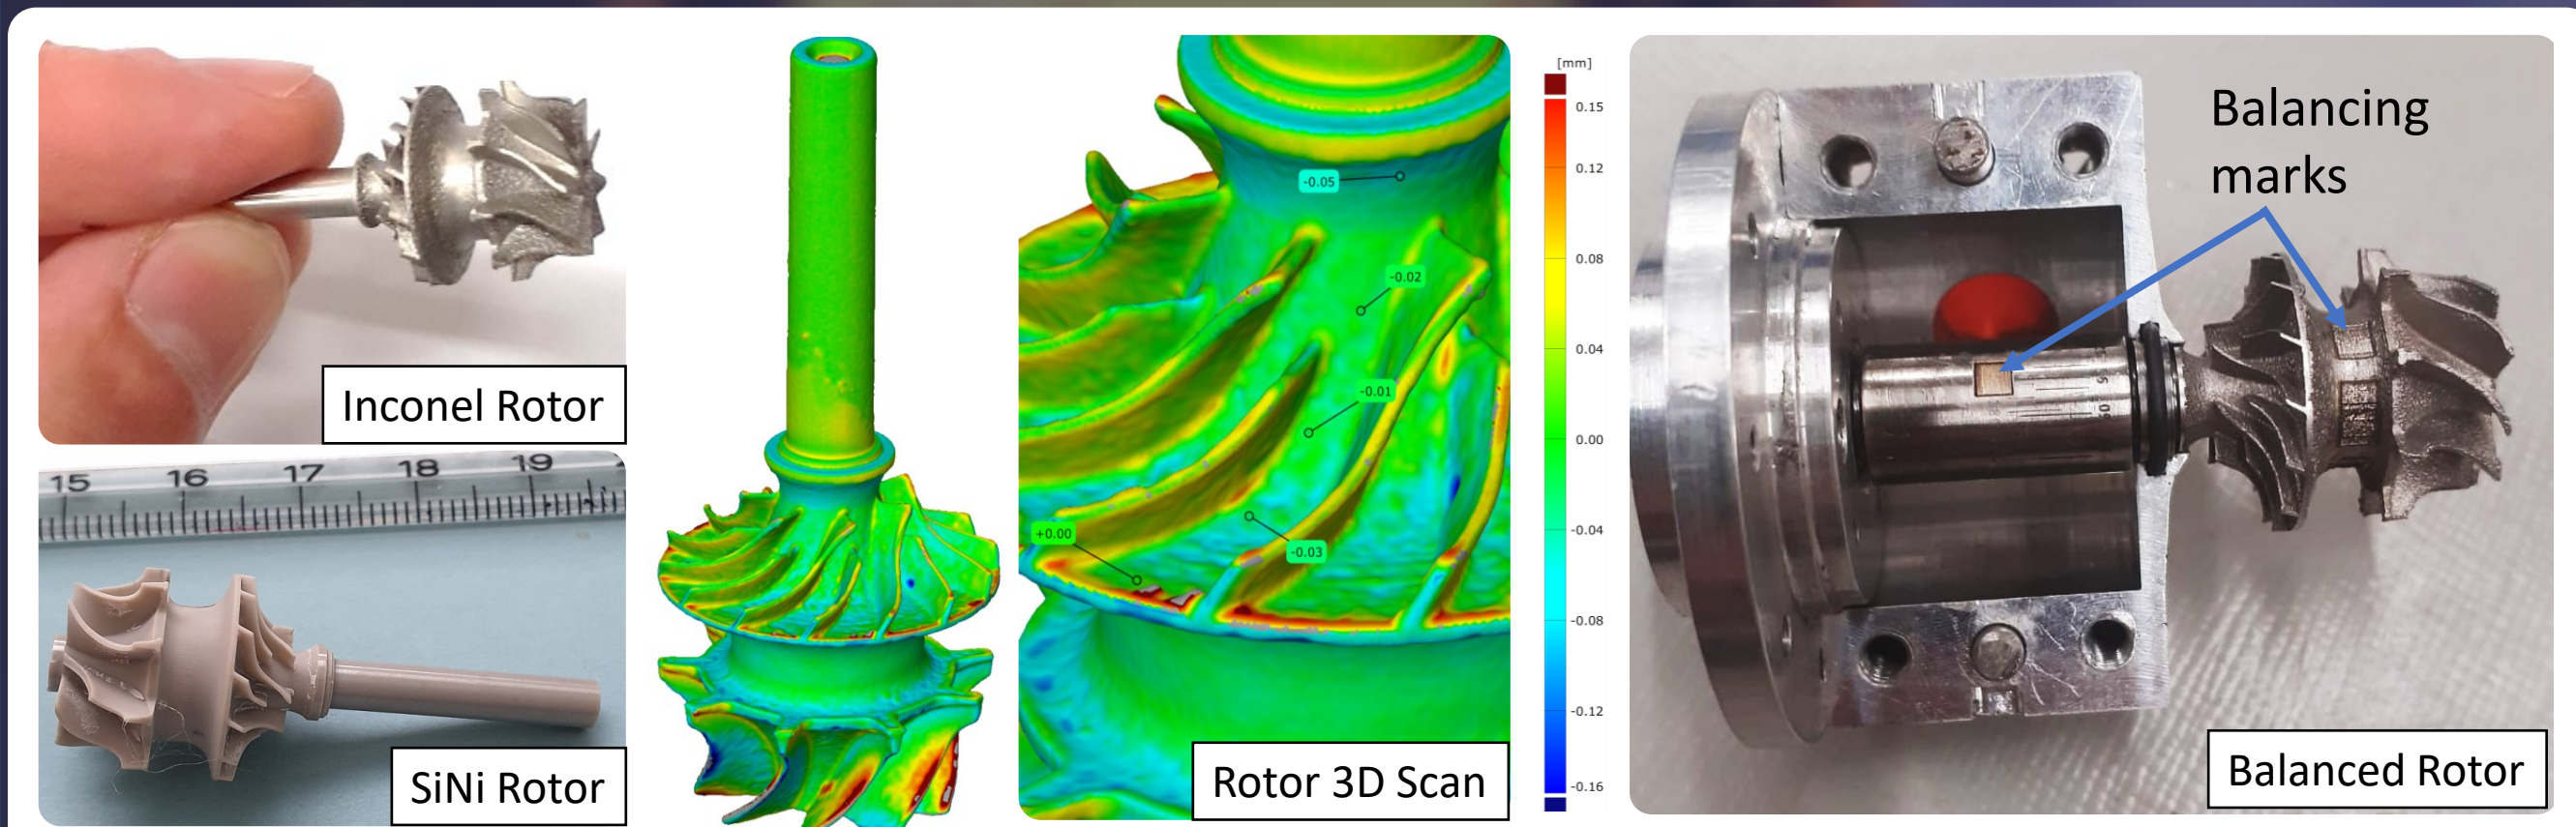 Inconel Rotor
15 16 17 18 19
SiNi Rotor
-0.05
-0.02
-0.01
+0.00
-0.03
Rotor 3D Scan
[mm]
0.15
0.12
0.08
0.04
0.00
-0.04
-0.08
-0.12
-0.16
Balancing
marks
Balanced Rotor